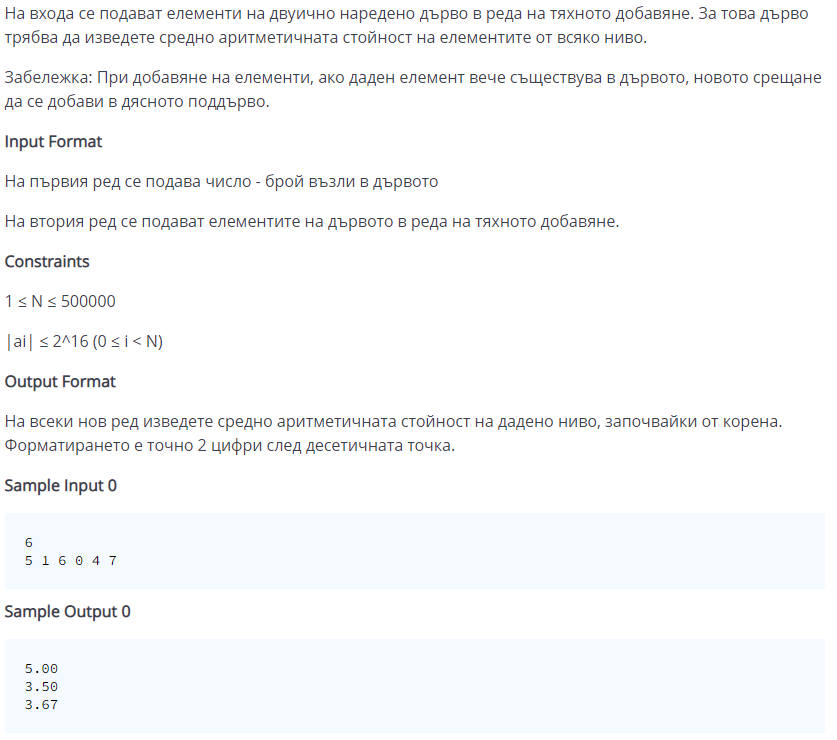 На входа се подават елементи на двуично наредено дърво в реда на тяхното добавяне. За това дърво
трябва да изведете средно аритметичната стойност на елементите от всяко ниво.
Забележка: При добавяне на елементи, ако даден елемент вече съществува в дървото, новото срещане
да се добави в дясното поддърво.
Input Format
На първия ред се подава число - брой възли в дървото
На втория ред се подават елементите на дървото в реда на тяхното добавяне.
Constraints
1 ≤ N ≤ 500000
|ai| ≤ 2^16 (0 ≤ i < N)
Output Format
На всеки нов ред изведете средно аритметичната стойност на дадено ниво, започвайки от корена.
Форматирането е точно 2 цифри след десетичната точка.
Sample Input 0
6
5 1 6 0 4 7
Sample Output 0
5.00
3.50
3.67